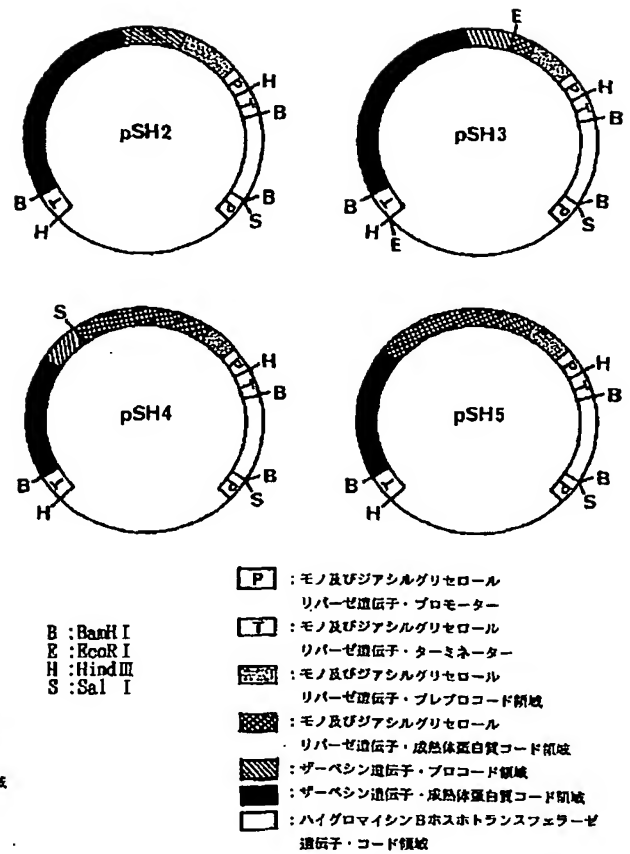 E
H
P
T
B
pSH2
B
S
P
B
T
H
H
P
T
B
pSH3
B
S
P
B
T
H
E
S
H
P
T
B
pSH4
B
S
P
B
T
H
H
P
T
B
pSH5
B
S
P
B
T
H
P :モノ及びジアシルグリセロール
リパーゼ遺伝子・プロモーター
T :モノ及びジアシルグリセロール
リパーゼ遺伝子・ターミネーター
:モノ及びジアシルグリセロール
リパーゼ遺伝子・プレプロコード領域
:モノ及びジアシルグリセロール
リパーゼ遺伝子・成熟体蛋白質コード領域
:ザーペシン遺伝子・プロコード領域
:ザーペシン遺伝子・成熟体蛋白質コード領域
:ハイグロマイシンBホスホトランスフェラーゼ
遺伝子・コード領域
B :BamH I
E :EcoR I
H :Hind III
S :Sal I
域